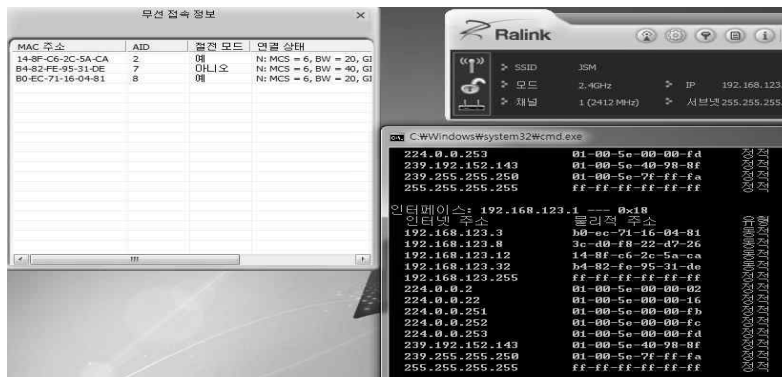 무선 접속 정보
MAC 주소 AID 절전 모드 연결 상태
14-8F-C6-2C-5A-CA 2 예 N: MCS = 6, BW = 20, GI
B4-82-FE-95-31-DE 7 아니오 N: MCS = 6, BW = 40, GI
B0-EC-71-16-04-81 8 예 N: MCS = 6, BW = 20, GI
Ralink
SSID JSM
모드 2.4GHz IP 192.168.123.
채널 1 (2412 MHz) 서브넷 255.255.255.
C:₩Windows₩system32₩cmd.exe
224.0.0.253 01-00-5e-00-00-fd 정적
239.192.152.143 01-00-5e-40-98-8f 정적
239.255.255.250 01-00-5e-7f-ff-fa 정적
255.255.255.255 ff-ff-ff-ff-ff-ff 정적
인터페이스: 192.168.123.1 --- 0x18
인터넷 주소 물리적 주소 유형
192.168.123.3 b0-ec-71-16-04-81 동적
192.168.123.8 3c-d0-f8-22-d7-26 동적
192.168.123.12 14-8f-c6-2c-5a-ca 동적
192.168.123.32 b4-82-fe-95-31-de 동적
192.168.123.255 ff-ff-ff-ff-ff-ff 정적
224.0.0.2 01-00-5e-00-00-02 정적
224.0.0.22 01-00-5e-00-00-16 정적
224.0.0.251 01-00-5e-00-00-fb 정적
224.0.0.252 01-00-5e-00-00-fc 정적
224.0.0.253 01-00-5e-00-00-fd 정적
239.192.152.143 01-00-5e-40-98-8f 정적
239.255.255.250 01-00-5e-7f-ff-fa 정적
255.255.255.255 ff-ff-ff-ff-ff-ff 정적